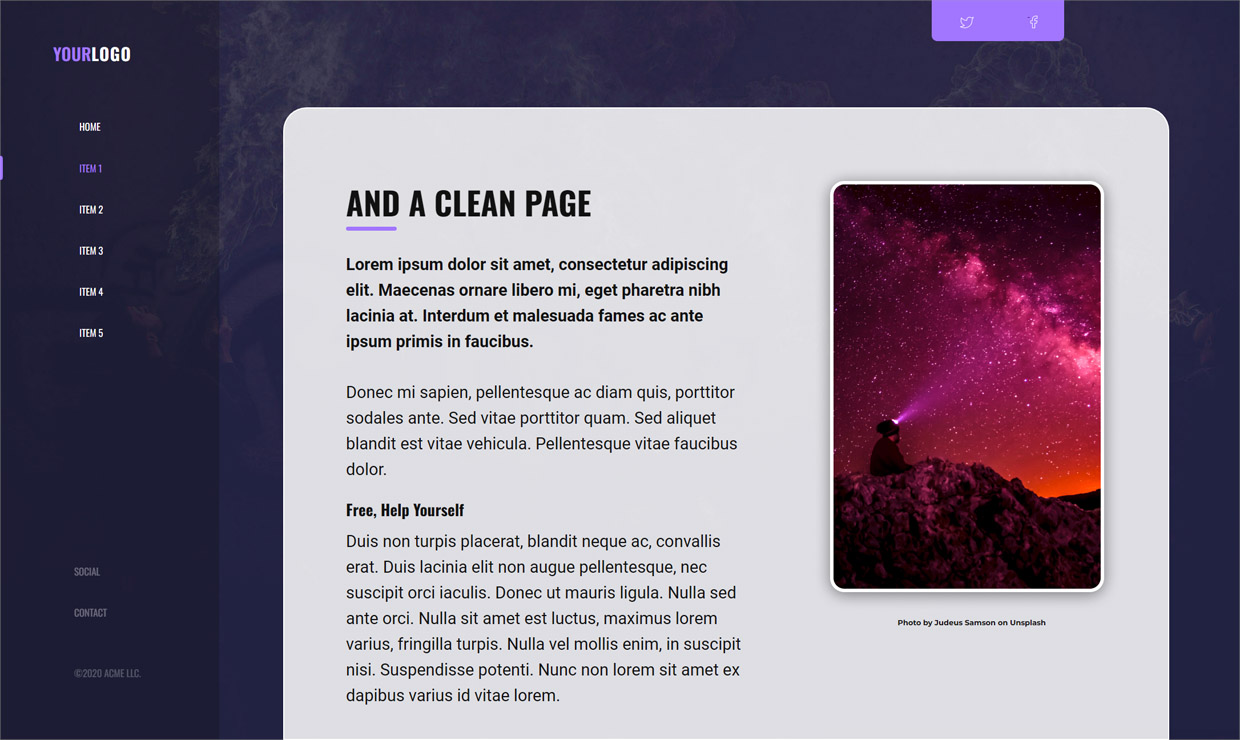 YOURLOGO
HOME
ITEM 1
ITEM 2
ITEM 3
ITEM 4
ITEM 5
SOCIAL
CONTACT
©2020 ACME LLC.
AND A CLEAN PAGE
Lorem ipsum dolor sit amet, consectetur adipiscing
elit. Maecenas ornare libero mi, eget pharetra nibh
lacinia at. Interdum et malesuada fames ac ante
ipsum primis in faucibus.
Donec mi sapien, pellentesque ac diam quis, porttitor
sodales ante. Sed vitae porttitor quam. Sed aliquet
blandit est vitae vehicula. Pellentesque vitae faucibus
dolor.
Free, Help Yourself
Duis non turpis placerat, blandit neque ac, convallis
erat. Duis lacinia elit non augue pellentesque, nec
suscipit orci iaculis. Donec ut mauris ligula. Nulla sed
ante orci. Nulla sit amet est luctus, maximus lorem
varius, fringilla turpis. Nulla vel mollis enim, in suscipit
nisi. Suspendisse potenti. Nunc non lorem sit amet ex
dapibus varius id vitae lorem.
Photo by Judeus Samson on Unsplash